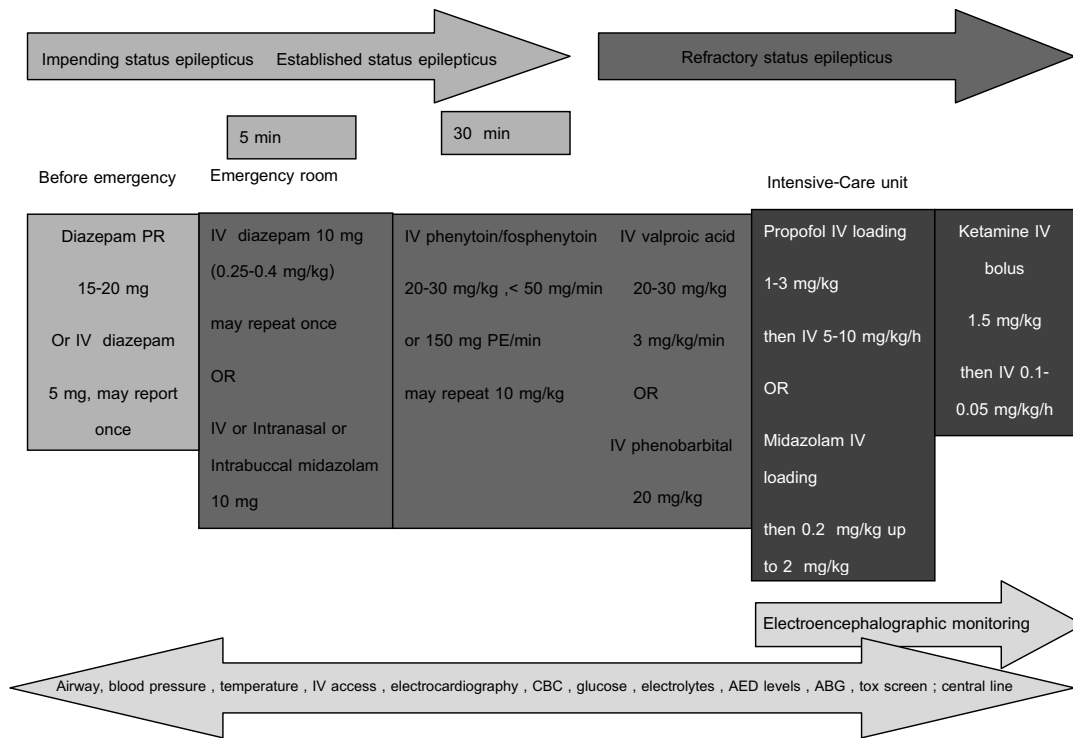 Impending status epilepticus Established status epilepticus
Refractory status epilepticus
5 min
30 min
Before emergency
Emergency room
Intensive-Care unit
Diazepam PR
15-20 mg
Or IV diazepam
5 mg, may report
once
IV diazepam 10 mg
(0.25-0.4 mg/kg)
may repeat once
OR
IV or Intranasal or
Intrabuccal midazolam
10 mg
IV phenytoin/fosphenytoin
20-30 mg/kg ,< 50 mg/min
or 150 mg PE/min
may repeat 10 mg/kg
IV valproic acid
20-30 mg/kg
3 mg/kg/min
OR
IV phenobarbital
20 mg/kg
Propofol IV loading
1-3 mg/kg
then IV 5-10 mg/kg/h
OR
Midazolam IV
loading
then 0.2 mg/kg up
to 2 mg/kg
Ketamine IV
bolus
1.5 mg/kg
then IV 0.1-
0.05 mg/kg/h
Electroencephalographic monitoring
Airway, blood pressure , temperature , IV access , electrocardiography , CBC , glucose , electrolytes , AED levels , ABG , tox screen ; central line